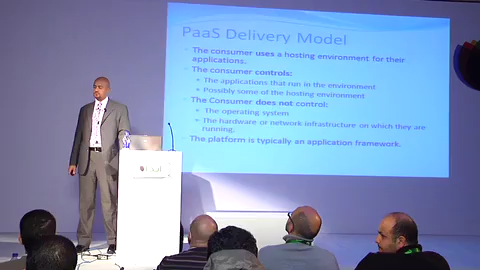 PaaS Delivery Model
The consumer uses a hosting environment for their
applications.
The consumer controls:
The applications that run in the environment
Possibly some of the hosting environment
The Consumer does not control:
The operating system
The hardware or network infrastructure on which they are
running.
The platform is typically an application framework.